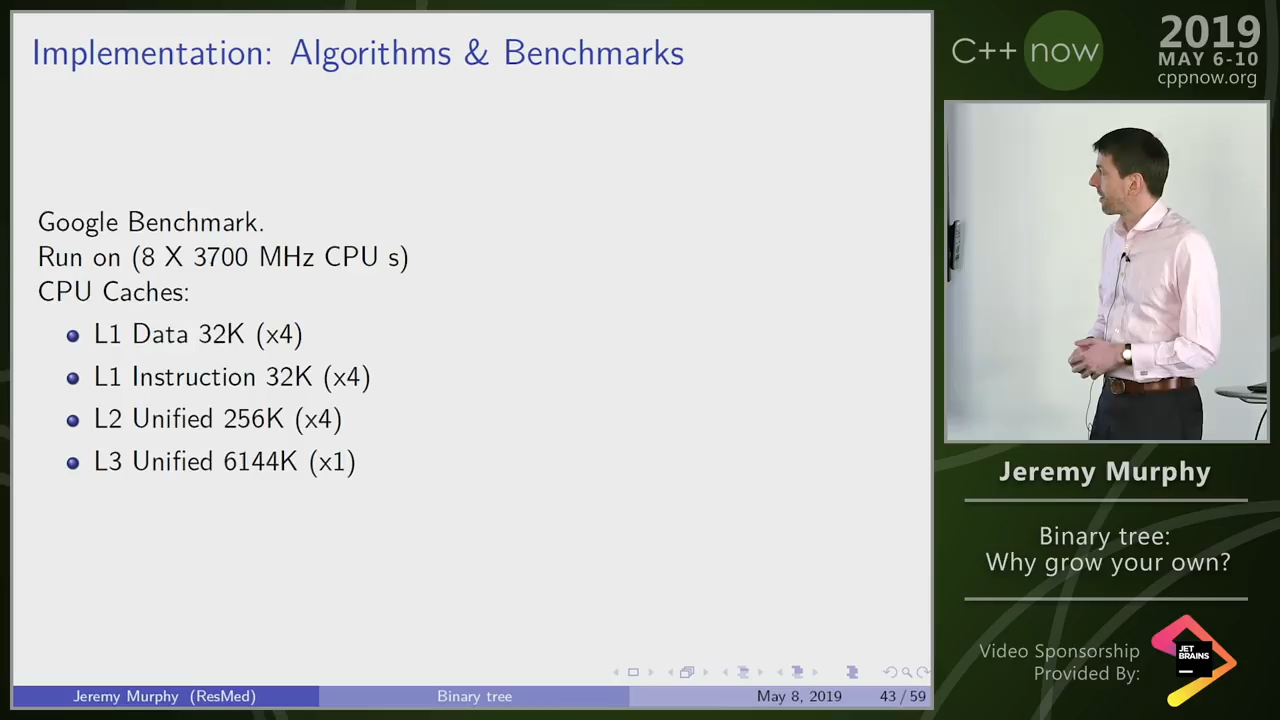 Implementation: Algorithms & Benchmarks
Google Benchmark.
Run on (8 X 3700 MHz CPU s)
CPU Caches:
L1 Data 32K (x4)
L1 Instruction 32K (x4)
L2 Unified 256K (x4)
L3 Unified 6144K (x1)
Jeremy Murphy (ResMed)
Binary tree
May 8, 2019
43 / 59
C++ now
2019
MAY 6-10
cppnow.org
Jeremy Murphy
Binary tree:
Why grow your own?
Video Sponsorship
Provided By:
JET
BRAINS